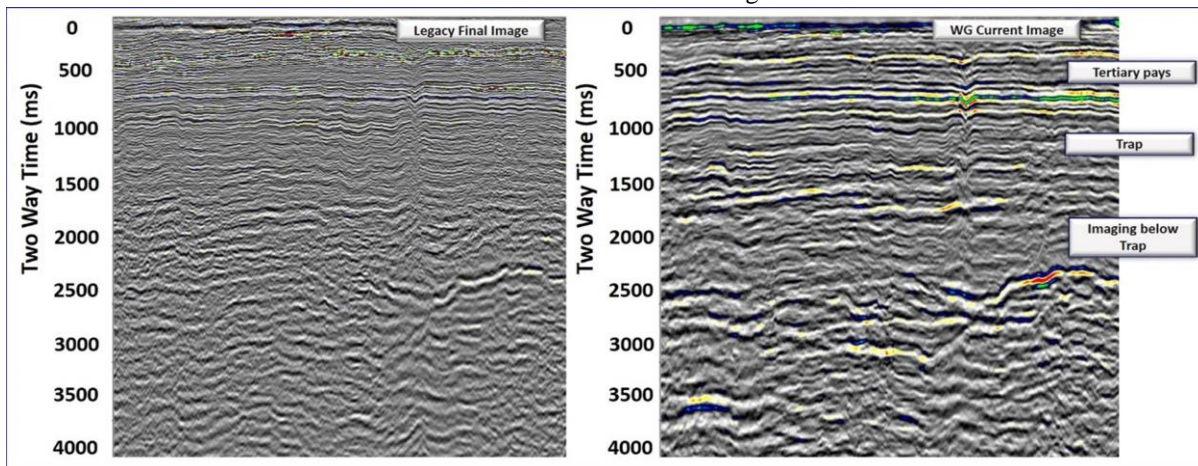 Two Way Time (ms)
0
500
1000
1500
2000
2500
3000
3500
4000
Legacy Final Image
Two Way Time (ms)
0
500
1000
1500
2000
2500
3000
3500
4000
WG Current Image
Tertiary pays
Trap
Imaging below
Trap